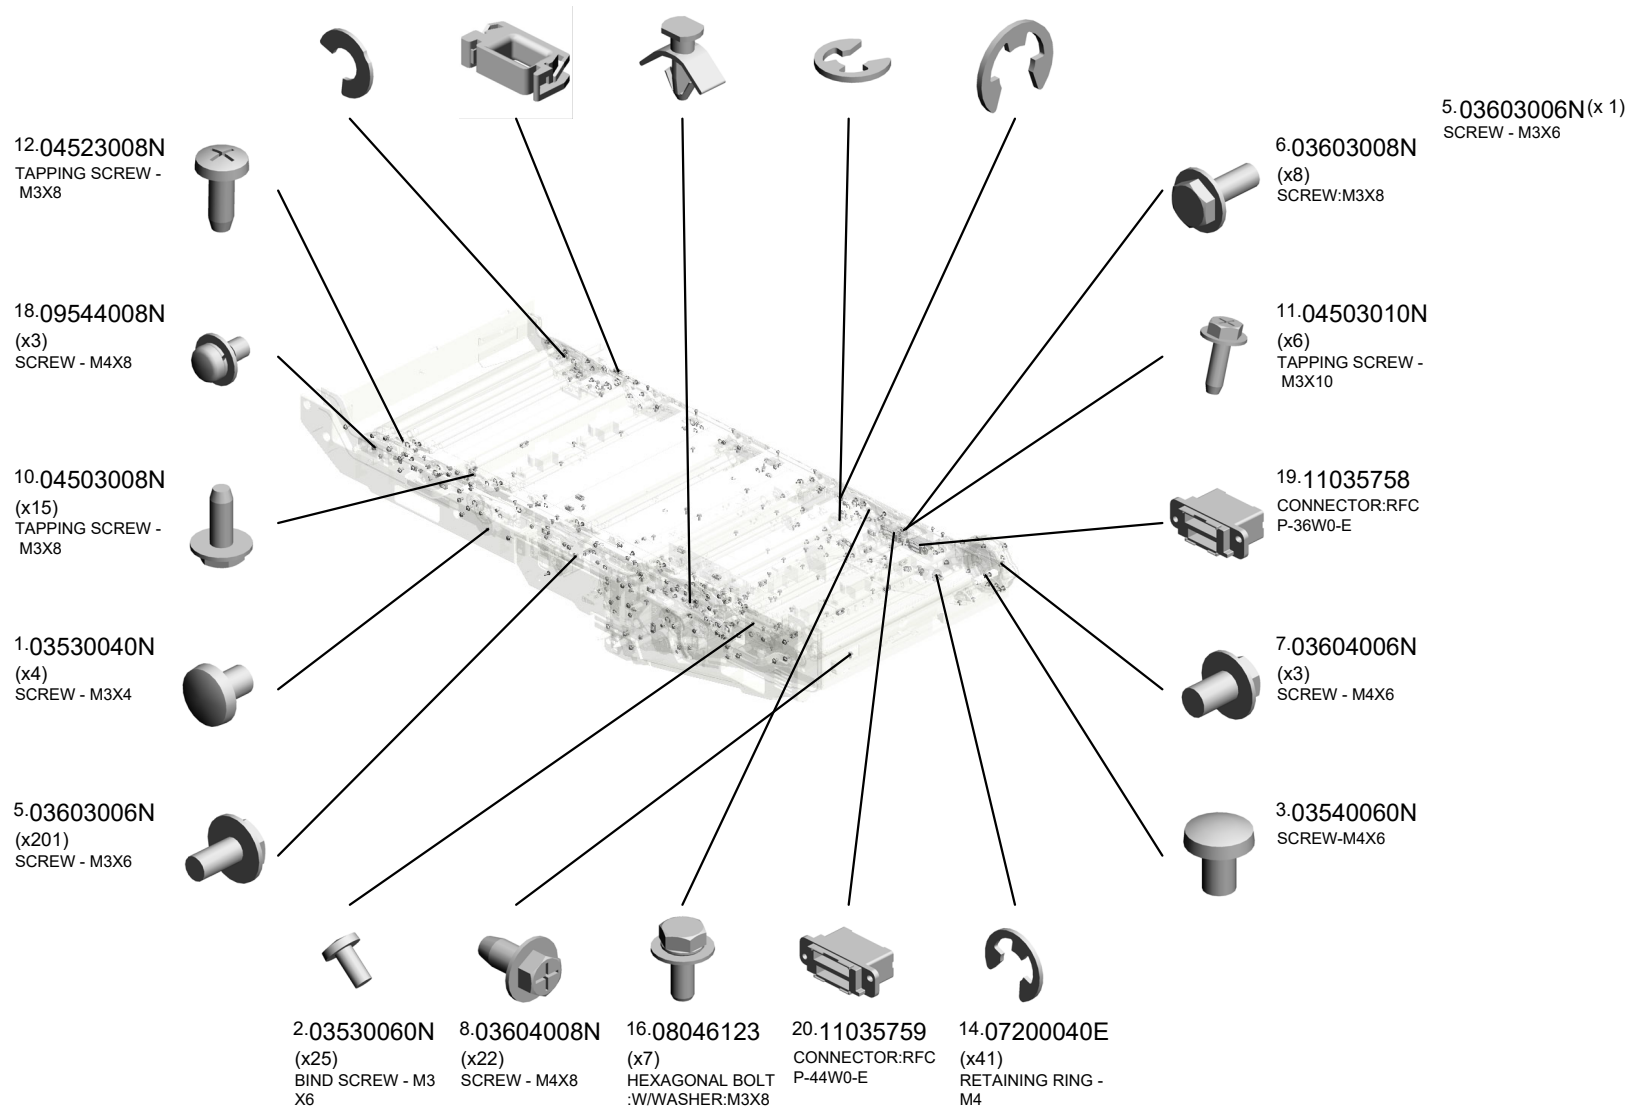 5.03603006N(x 1)
SCREW - M3X6
12.04523008N
TAPPING SCREW -
M3X8
6.03603008N
(x8)
SCREW:M3X8
18.09544008N
(x3)
SCREW - M4X8
11.04503010N
(x6)
TAPPING SCREW -
M3X10
10.04503008N
(x15)
TAPPING SCREW -
M3X8
19.11035758
CONNECTOR:RFC
P-36W0-E
1.03530040N
(x4)
SCREW - M3X4
7.03604006N
(x3)
SCREW - M4X6
5.03603006N
(x201)
SCREW - M3X6
3.03540060N
SCREW-M4X6
2.03530060N
(x25)
BIND SCREW - M3
X6
8.03604008N
(x22)
SCREW - M4X8
16.08046123
(x7)
HEXAGONAL BOLT
:W/WASHER:M3X8
20.11035759
CONNECTOR:RFC
P-44W0-E
14.07200040E
(x41)
RETAINING RING -
M4